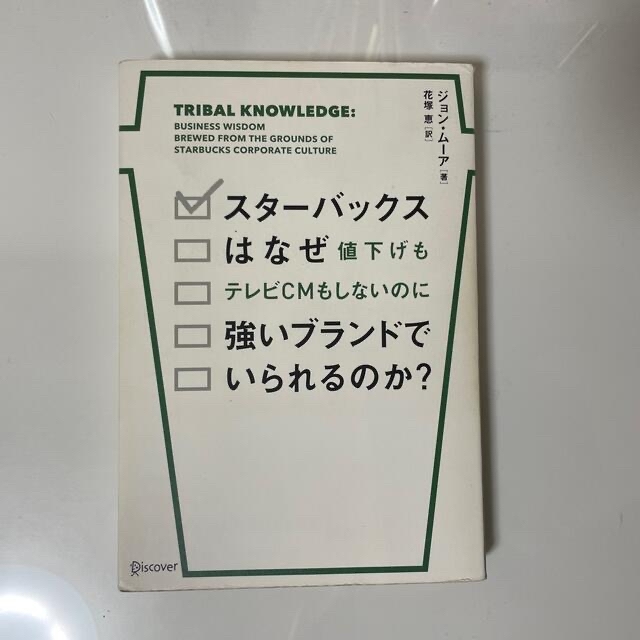 TRIBAL KNOWLEDGE:
BUSINESS WISDOM
BREWED FROM THE GROUNDS OF
STARBUCKS CORPORATE CULTURE
ジョン・ムーア[著]
花塚 恵[訳]
スターバックス
はなぜ 値下げも
テレビCMもしないのに
強いブランドで
いられるのか?
Discover